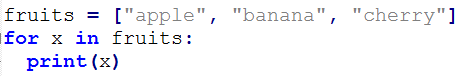 fruits = ["apple", "banana", "cherry"]
for x in fruits:
  print(x)